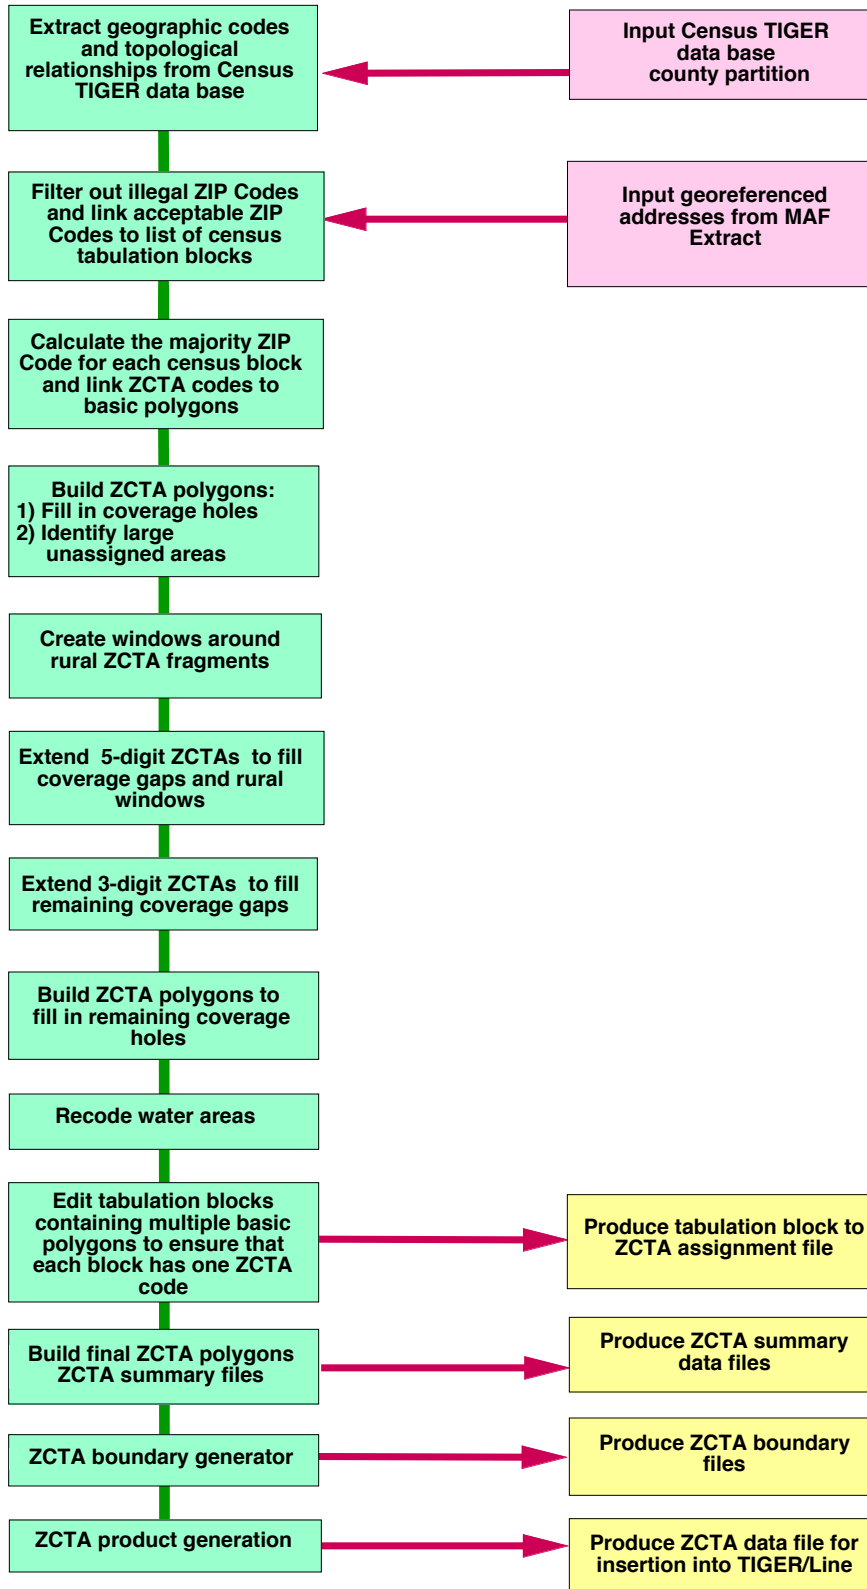 Extract geographic codes
and topological
relationships from Census
TIGER data base
Input Census TIGER
data base
county partition
Filter out illegal ZIP Codes
and link acceptable ZIP
Codes to list of census
tabulation blocks
Input georeferenced
addresses from MAF
Extract
Calculate the majority ZIP
Code for each census block
and link ZCTA codes to
basic polygons
Build ZCTA polygons:
1) Fill in coverage holes
2) Identify large
unassigned areas
Create windows around
rural ZCTA fragments
Extend 5-digit ZCTAs to fill
coverage gaps and rural
windows
Extend 3-digit ZCTAs to fill
remaining coverage gaps
Build ZCTA polygons to
fill in remaining coverage
holes
Recode water areas
Edit tabulation blocks
containing multiple basic
polygons to ensure that
each block has one ZCTA
code
Produce tabulation block to
ZCTA assignment file
Build final ZCTA polygons
ZCTA summary files
Produce ZCTA summary
data files
ZCTA boundary generator
Produce ZCTA boundary
files
ZCTA product generation
Produce ZCTA data file for
insertion into TIGER/Line